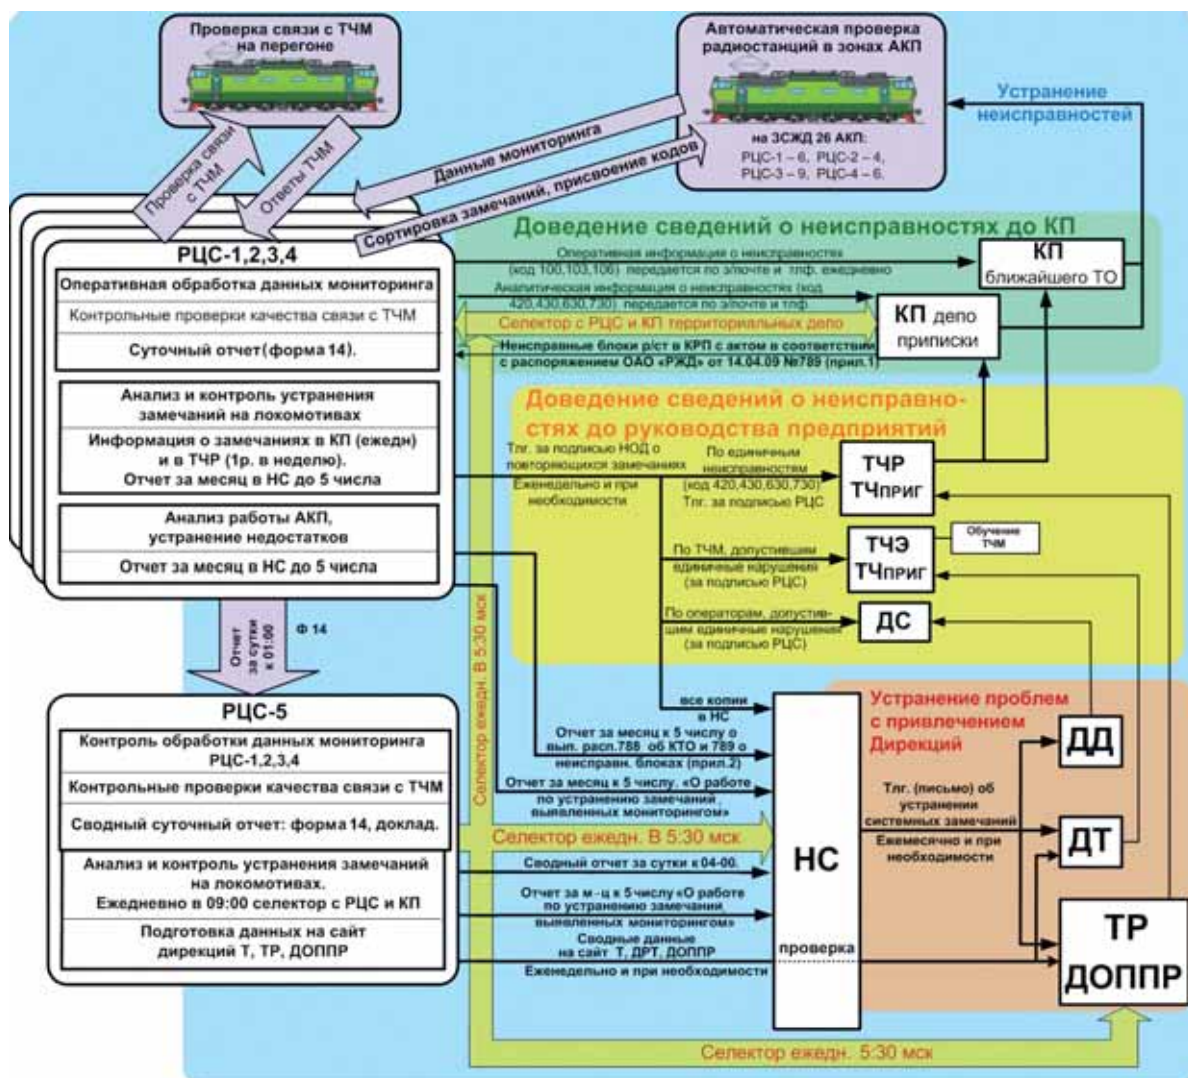 Проверка связи с ТЧМ
на перегоне
Автоматическая проверка
радиостанций в зонах АКП
на ЗСЖД 26 АКП:
РЦС-1 – 6, РЦС-2 – 4,
РЦС-3 – 9, РЦС-4 – 6.
Устранение
неисправностей
Проверка связи
с ТЧМ
Ответы ТЧМ
Данные мониторинга
Сортировка замечаний, присвоение кодов
РЦС-1,2,3,4
Оперативная обработка данных мониторинга
Контрольные проверки качества связи с ТЧМ
Суточный отчет(форма 14).
Анализ и контроль устранения
замечаний на локомотивах
Информация о замечаниях в КП (ежедн)
и в ТЧР (1р. в неделю).
Отчет за месяц в НС до 5 числа
Анализ работы АКП,
устранение недостатков
Отчет за месяц в НС до 5 числа
Доведение сведений о неисправностях до КП
Оперативная информация о неисправностях
(код 100,103,106) передается по э/почте и тлф. ежедневно
Аналитическая информация о неисправностях (код
420,430,630,730) передается по э/почте и тлф.
Селектор с РЦС и КП территориальных депо
Неисправные блоки р/ст в КРП с актом в соответствии
с распоряжением ОАО «РЖД» от 14.04.09 №789 (прил.1)
КП
ближайшего ТО
КП депо
приписки
Доведение сведений о неисправно-
стях до руководства предприятий
Тлг. за подписью НОД о
повторяющихся замечаниях
Еженедельно и при
необходимости
По единичным
неисправностям
(код 420,430,630,730)
Тлг. за подписью РЦС
ТЧР
ТЧПРИГ
По ТЧМ, допустившим
единичные нарушения
(за подписью РЦС)
ТЧЭ
ТЧПРИГ
Обучение
ТЧМ
По операторам, допустив-
шим единичные нарушения
(за подписью РЦС)
ДС
Отчет
за сутки
к 01:00
Ф 14
Селектор ежедн. В 5:30 мск
РЦС-5
Контроль обработки данных мониторинга
РЦС-1,2,3,4
Контрольные проверки качества связи с ТЧМ
Сводный суточный отчет: форма 14, доклад.
Анализ и контроль устранения замечаний
на локомотивах.
Ежедневно в 09:00 селектор с РЦС и КП
Подготовка данных на сайт
дирекций Т, ТР, ДОППР
все копии
в НС
Отчет за месяц к 5 числу о
вып. расп.788 об КТО и 789 о
неисправн. блоках (прил.2)
Отчет за месяц к 5 числу. «О работе
по устранению замечаний,
выявленных мониторингом»
Селектор ежедн. В 5:30 мск
Сводный отчет за сутки к 04-00.
Отчет за м-ц к 5 числу «О работе
по устранению замечаний,
выявленных мониторингом»
Сводные данные
на сайт Т, ДРТ, ДОППР
Еженедельно и при необходимости
НС
проверка
Устранение проблем
с привлечением
Дирекций
Тлг. (письмо) об
устранении
системных замечаний
Ежемесячно и при
необходимости
ДД
ДТ
ТР
ДОППР
Селектор ежедн. 5:30 мск